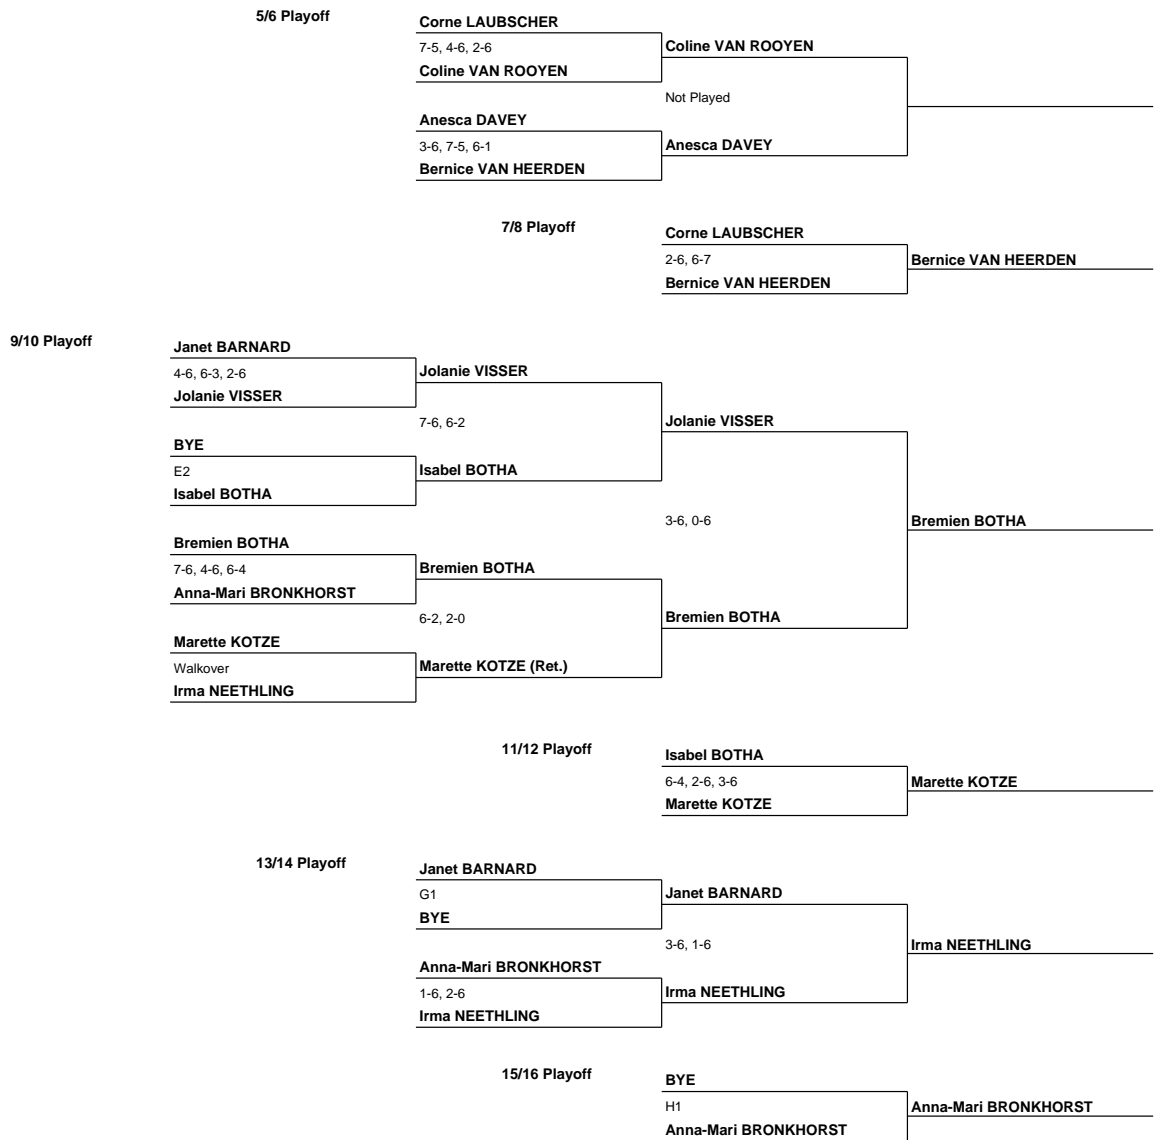 5/6 Playoff
Corne LAUBSCHER
7-5, 4-6, 2-6
Coline VAN ROOYEN
Coline VAN ROOYEN
Not Played
Anesca DAVEY
3-6, 7-5, 6-1
Anesca DAVEY
Bernice VAN HEERDEN
7/8 Playoff
Corne LAUBSCHER
2-6, 6-7
Bernice VAN HEERDEN
Bernice VAN HEERDEN
9/10 Playoff
Janet BARNARD
4-6, 6-3, 2-6
Jolanie VISSER
Jolanie VISSER
7-6, 6-2
Jolanie VISSER
BYE
E2
Isabel BOTHA
Isabel BOTHA
3-6, 0-6
Bremien BOTHA
Bremien BOTHA
7-6, 4-6, 6-4
Bremien BOTHA
Anna-Mari BRONKHORST
6-2, 2-0
Bremien BOTHA
Marette KOTZE
Walkover
Marette KOTZE (Ret.)
Irma NEETHLING
11/12 Playoff
Isabel BOTHA
6-4, 2-6, 3-6
Marette KOTZE
Marette KOTZE
13/14 Playoff
Janet BARNARD
G1
Janet BARNARD
BYE
3-6, 1-6
Irma NEETHLING
Anna-Mari BRONKHORST
1-6, 2-6
Irma NEETHLING
Irma NEETHLING
15/16 Playoff
BYE
H1
Anna-Mari BRONKHORST
Anna-Mari BRONKHORST